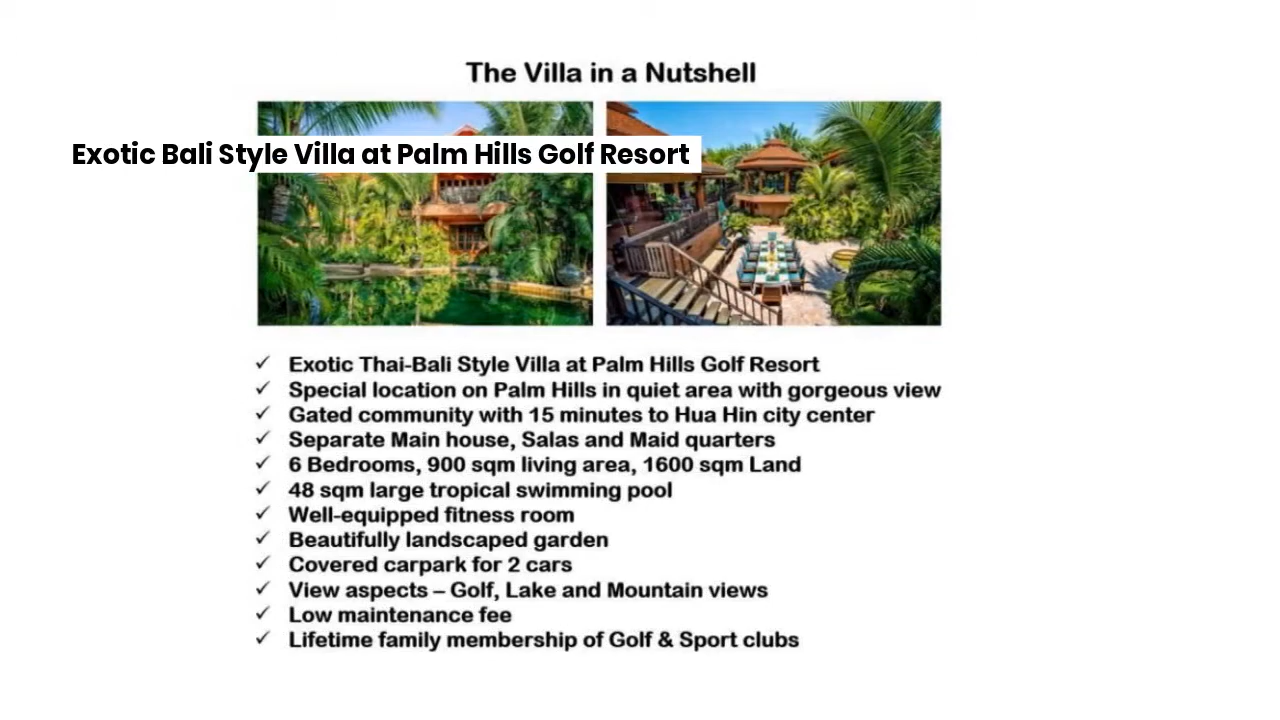 The Villa in a Nutshell
Exotic Bali Style Villa at Palm Hills Golf Resort
✓ Exotic Thai-Bali Style Villa at Palm Hills Golf Resort
✓ Special location on Palm Hills in quiet area with gorgeous view
✓ Gated community with 15 minutes to Hua Hin city center
✓ Separate Main house, Salas and Maid quarters
✓ 6 Bedrooms, 900 sqm living area, 1600 sqm Land
✓ 48 sqm large tropical swimming pool
✓ Well-equipped fitness room
✓ Beautifully landscaped garden
✓ Covered carpark for 2 cars
✓ View aspects – Golf, Lake and Mountain views
✓ Low maintenance fee
✓ Lifetime family membership of Golf & Sport clubs